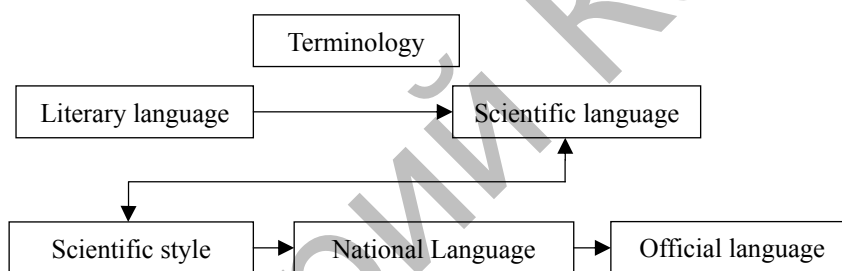 Terminology
Literary language
Scientific language
Scientific style
National Language
Official language